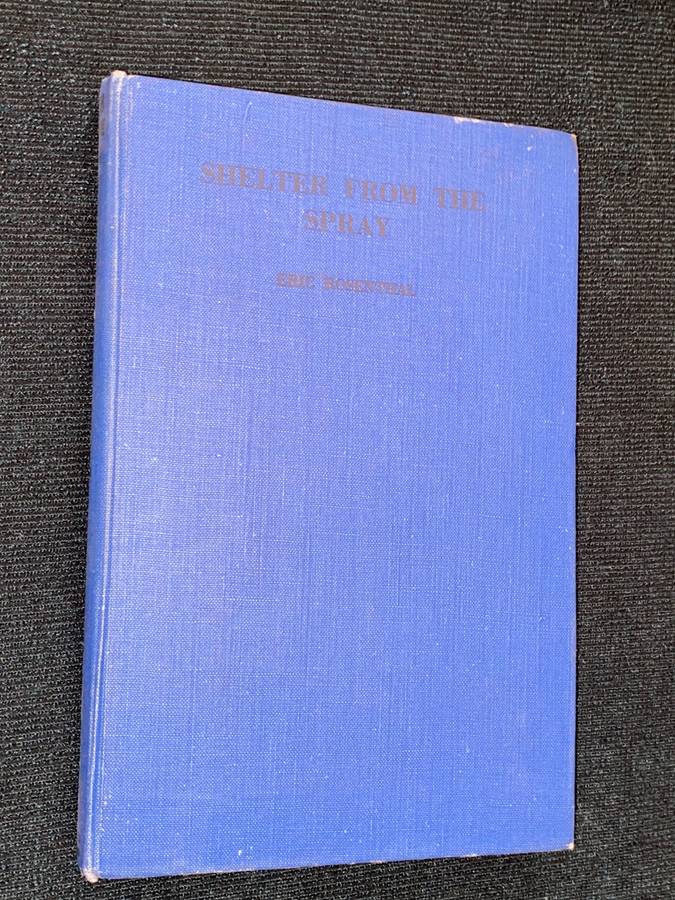 SHELTER FROM THE
SPRAY
ERIC ROSENTHAL